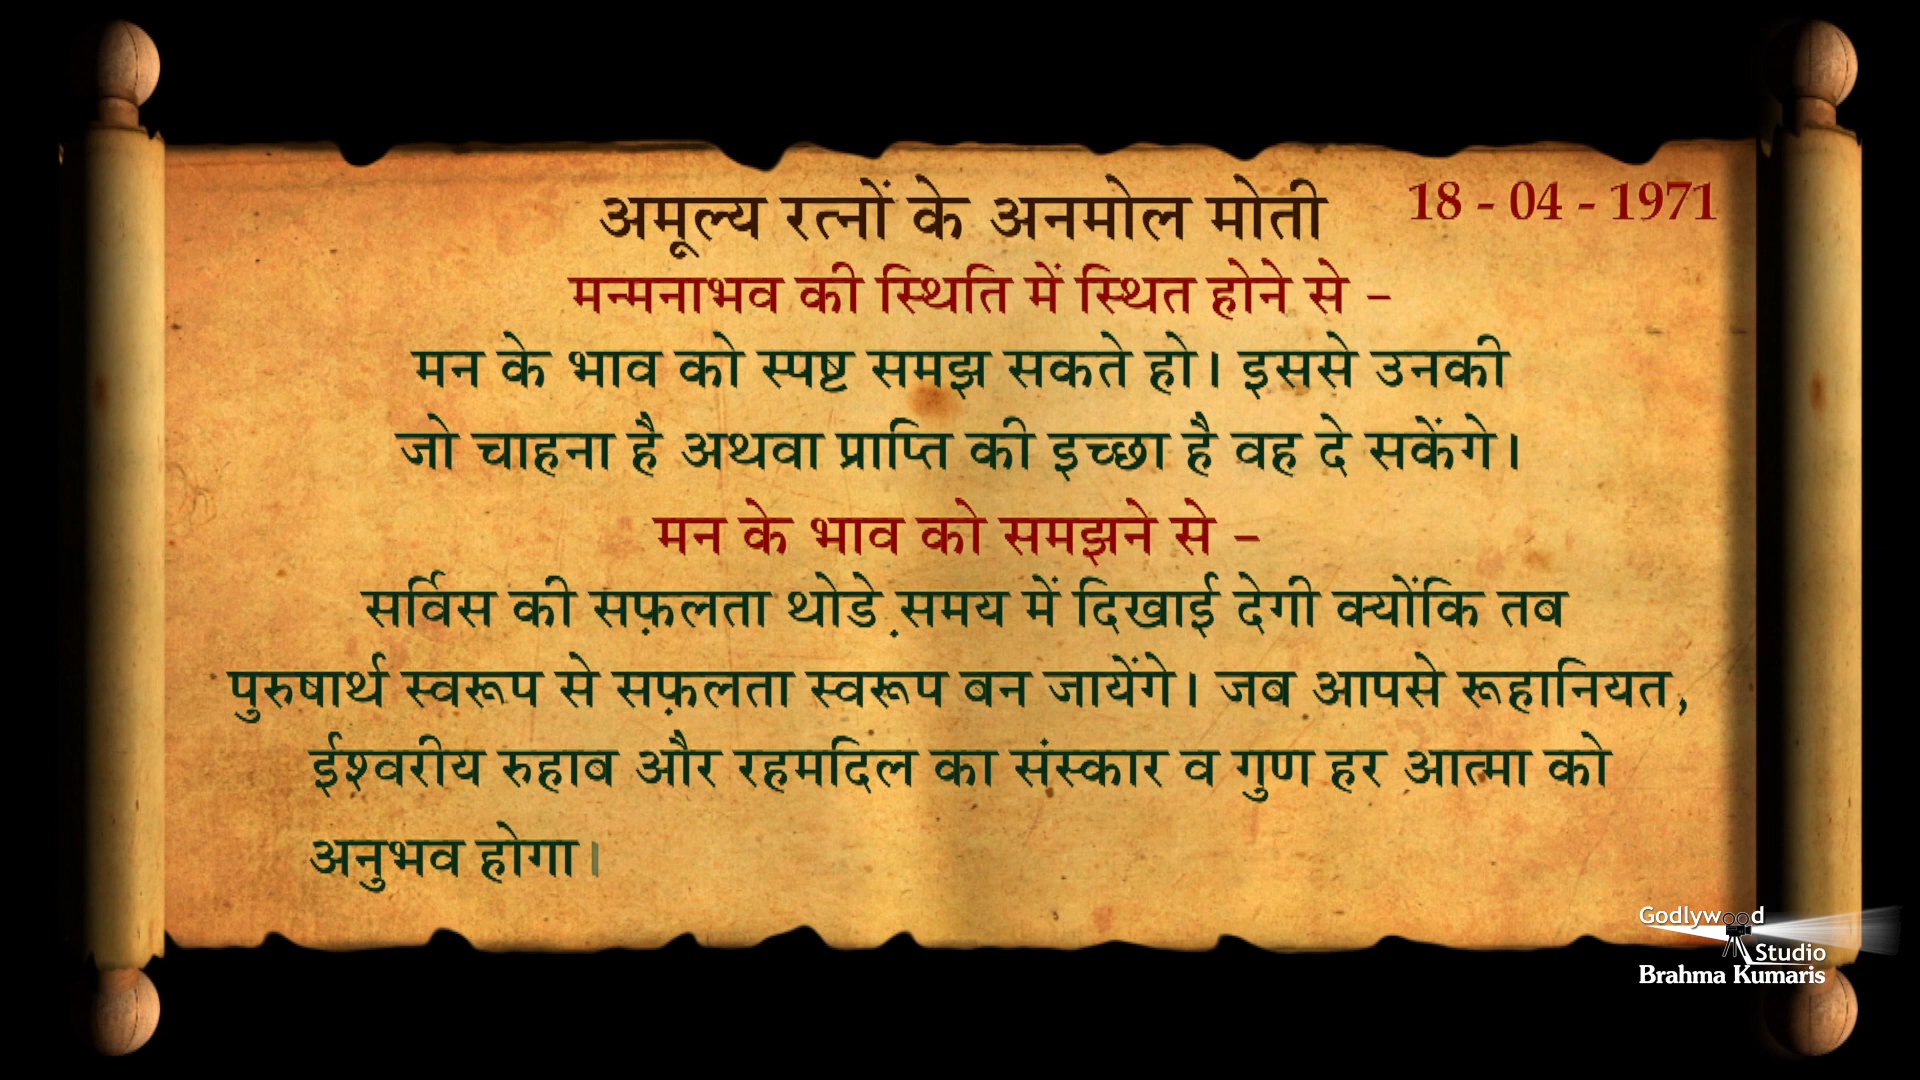 अमूल्य रत्नों के अनमोल मोती
18 - 04 - 1971
मन्मनाभव की स्थिति में स्थित होने से –
मन के भाव को स्पष्ट समझ सकते हो। इससे उनकी
जो चाहना है अथवा प्राप्ति की इच्छा है वह दे सकेंगे।
मन के भाव को समझने से –
सर्विस की सफ़लता थोडे़ समय में दिखाई देगी क्योंकि तब
पुरुषार्थ स्वरूप से सफ़लता स्वरूप बन जायेंगे। जब आपसे रूहानियत,
ईश्वरीय रुहाब और रहमदिल का संस्कार व गुण हर आत्मा को
अनुभव होगा।
Godlywood
Studio
Brahma Kumaris